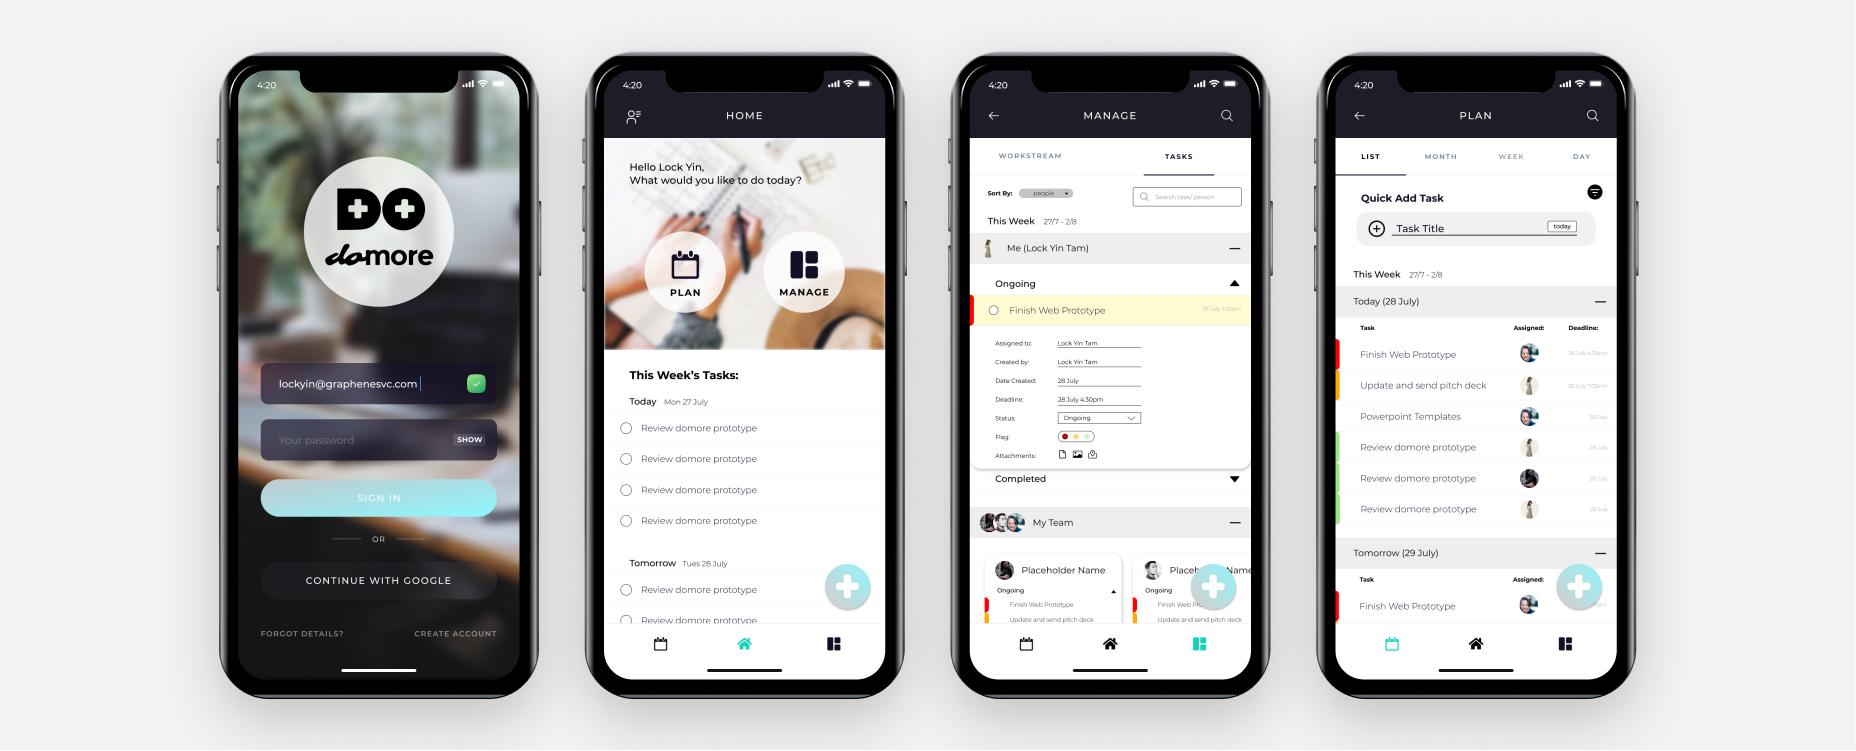 4:20
DO
domore
lockyin@graphenesvc.com
Your password
SHOW
SIGN IN
OR
CONTINUE WITH GOOGLE
FORGOT DETAILS?
CREATE ACCOUNT
4:20
HOME
Hello Lock Yin,
What would you like to do today?
PLAN
MANAGE
This Week's Tasks:
Today Mon 27 July
Review domore prototype
Review domore prototype
Review domore prototype
Review domore prototype
Tomorrow Tues 28 July
Review domore prototype
Review domore prototype
4:20
MANAGE
WORKSTREAM
TASKS
Sort By: people
Search task/ person
This Week 27/7 - 2/8
Me (Lock Yin Tam)
Ongoing
Finish Web Prototype 28 July 4:30pm
Assigned to: Lock Yin Tam
Created by: Lock Yin Tam
Date Created: 28 July
Deadline: 28 July 4:30pm
Status: Ongoing
Flag:
Attachments:
Completed
My Team
Placeholder Name
Ongoing
Finish Web Prototype
Update and send pitch deck
Name
Ongoing
Finish Web
Update and send pitch deck
4:20
PLAN
LIST
MONTH
WEEK
DAY
Quick Add Task
Task Title
today
This Week 27/7 - 2/8
Today (28 July)
Task Assigned: Deadline:
Finish Web Prototype 28 July 4:30pm
Update and send pitch deck 28 July 7:00pm
Powerpoint Templates 28 July
Review domore prototype 28 July
Review domore prototype 28 July
Review domore prototype 28 July
Tomorrow (29 July)
Task Assigned:
Finish Web Prototype